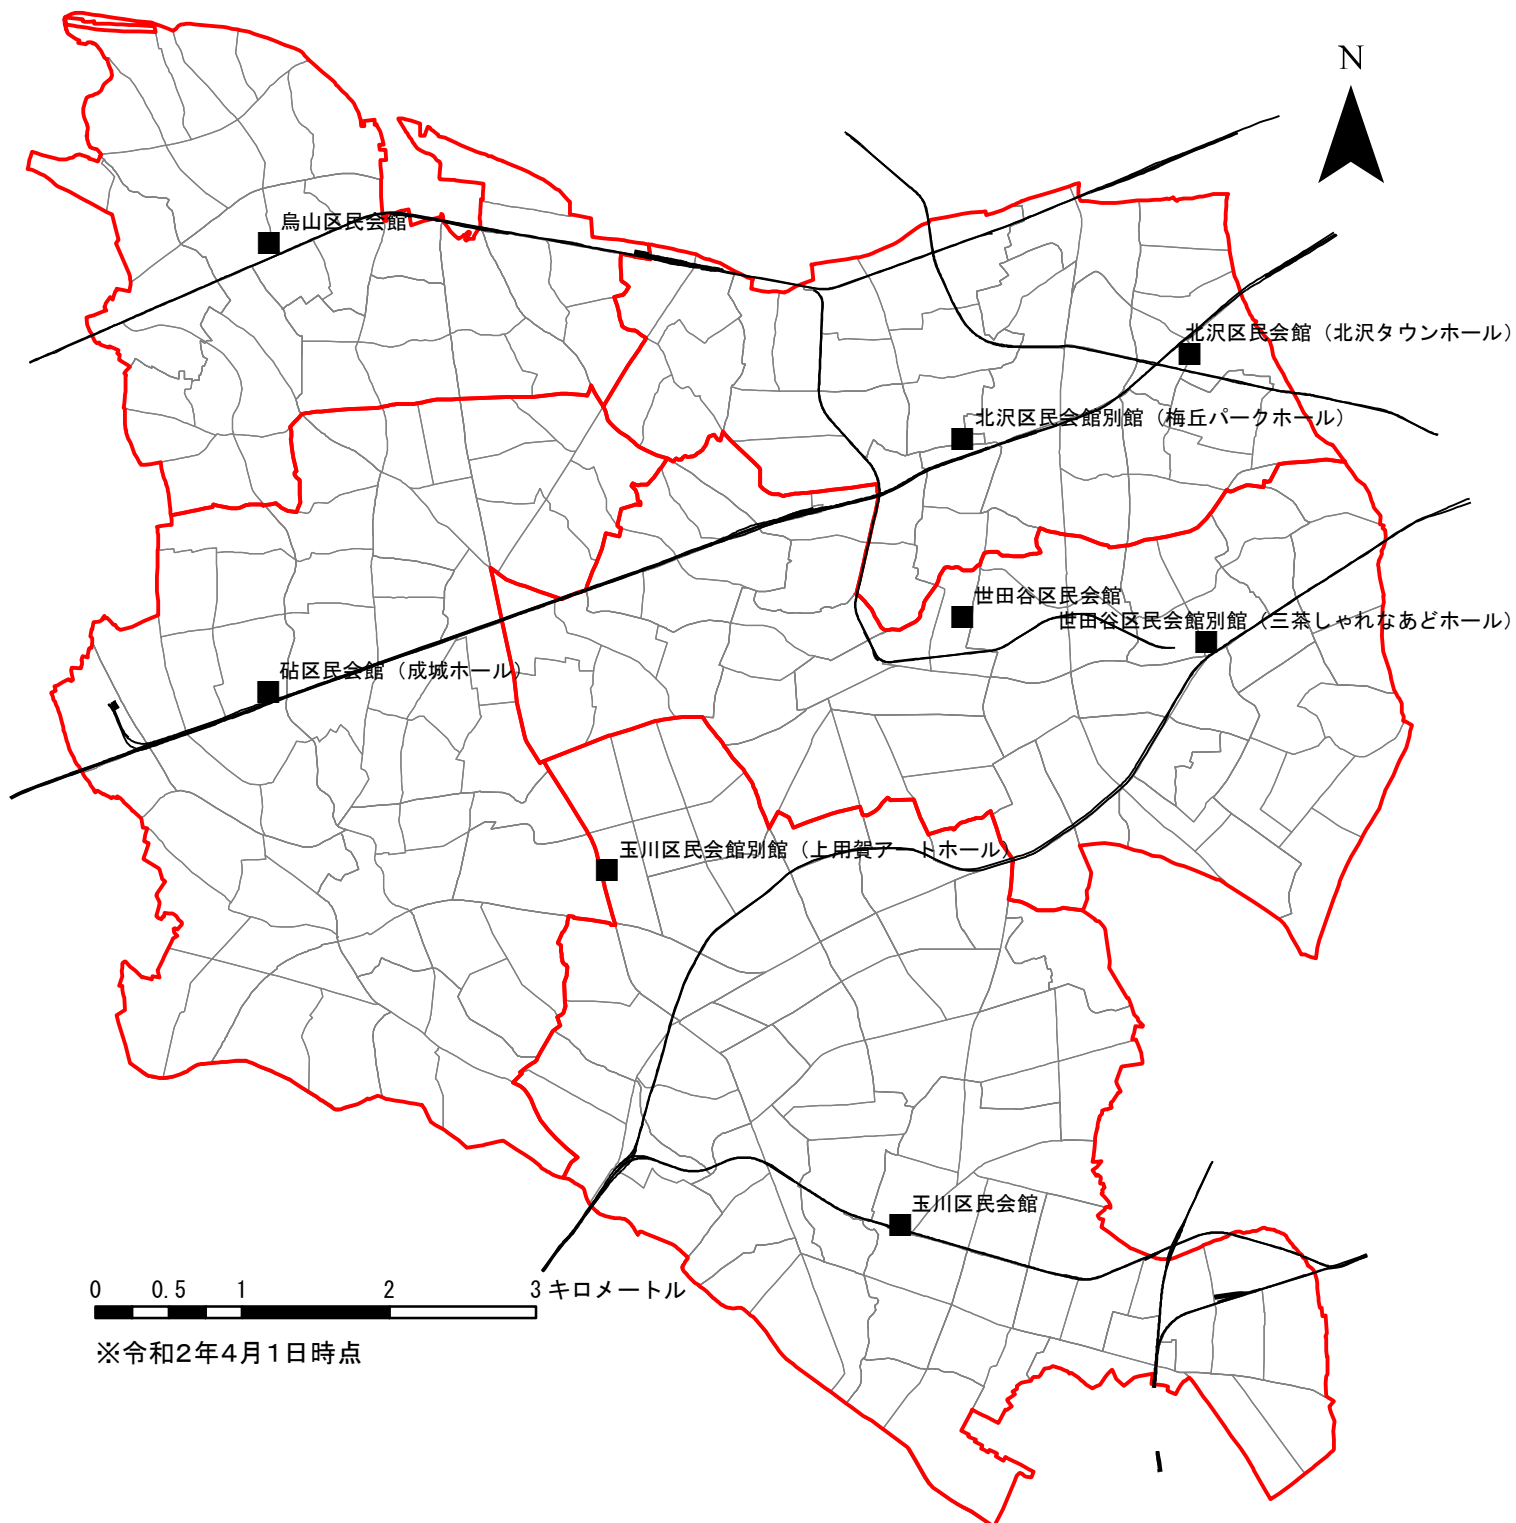 N
烏山区民会館
北沢区民会館（北沢タウンホール）
北沢区民会館別館（梅丘パークホール）
世田谷区民会館
世田谷区民会館別館（三茶しゃれなあどホール）
砧区民会館（成城ホール）
玉川区民会館別館（上用賀アートホール）
玉川区民会館
0 0.5 1 2 3 キロメートル
※令和2年4月1日時点